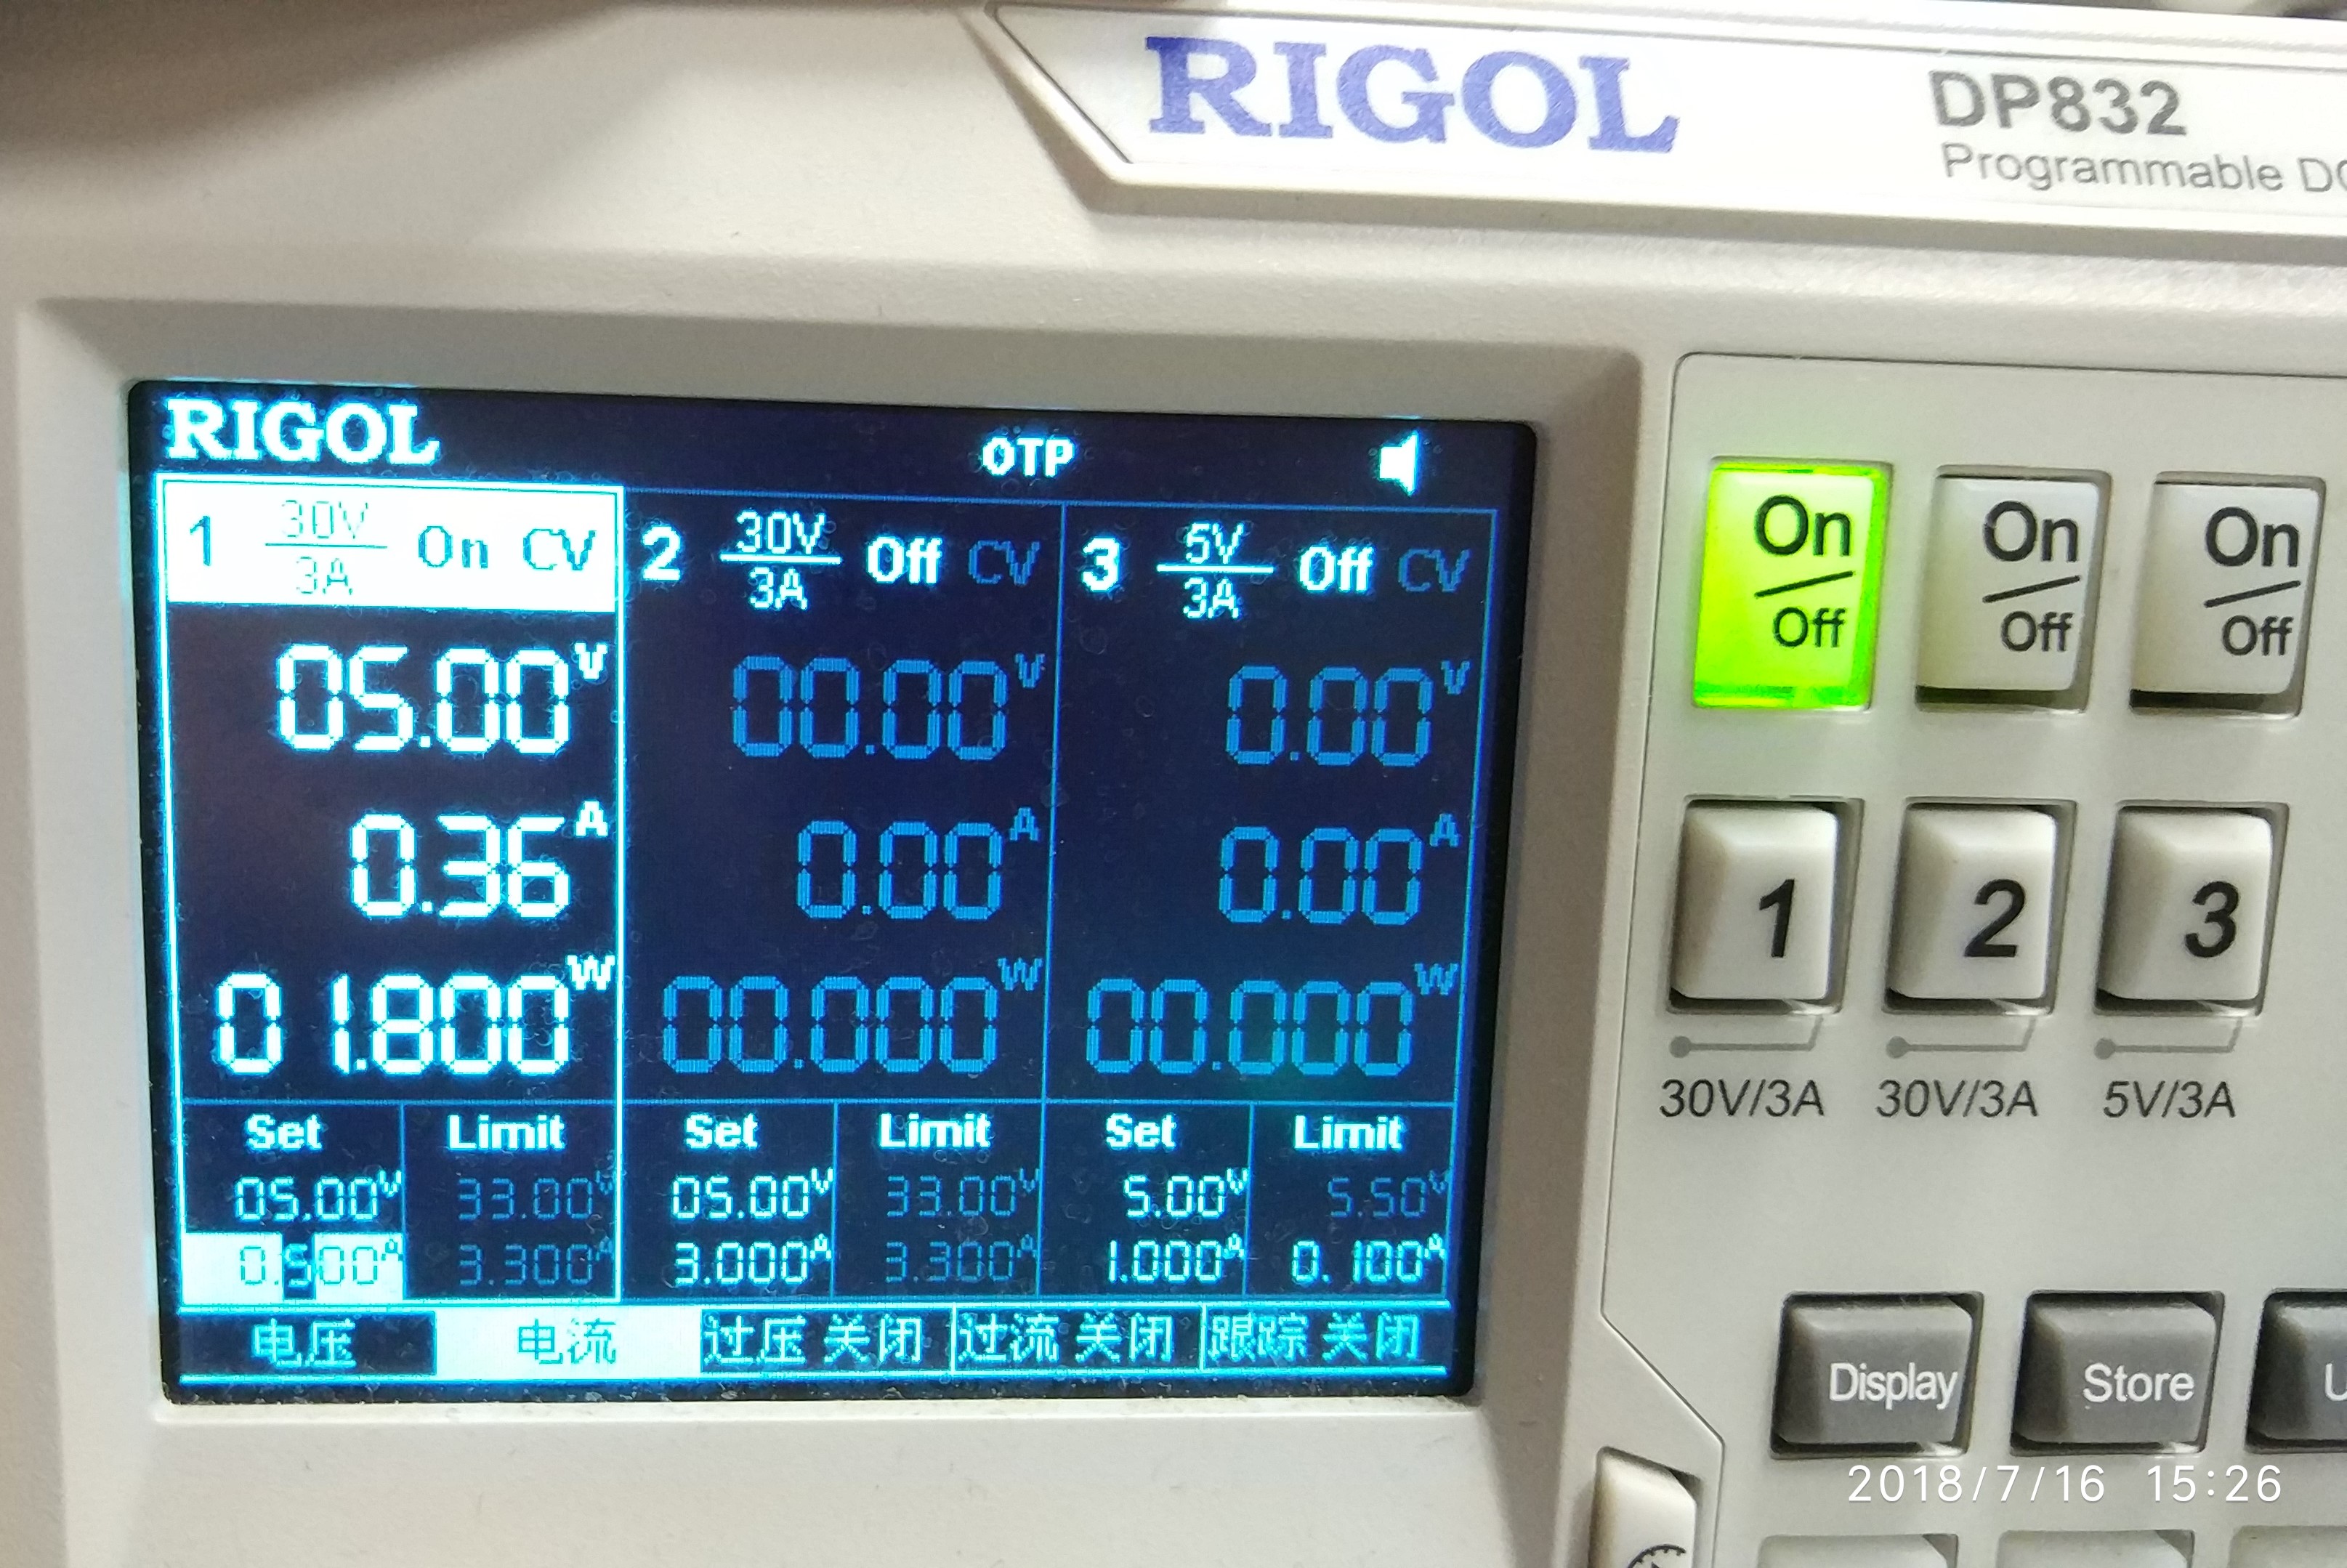 RIGOL
DP832
Programmable DC
RIGOL OTP
1 30V/3A On CV
2 30V/3A Off CV
3 5V/3A Off CV
05.00V 00.00V 0.00V
0.36A 0.00A 0.00A
01.800W 00.000W 00.000W
Set Limit Set Limit Set Limit
05.00V 33.00V 05.00V 33.00V 5.00V 5.50V
0.500A 3.300A 3.000A 3.300A 1.000A 0.100A
电压 电流 过压 关闭 过流 关闭 跟踪 关闭
On/Off On/Off On/Off
1 2 3
30V/3A 30V/3A 5V/3A
Display Store
2018/7/16 15:26